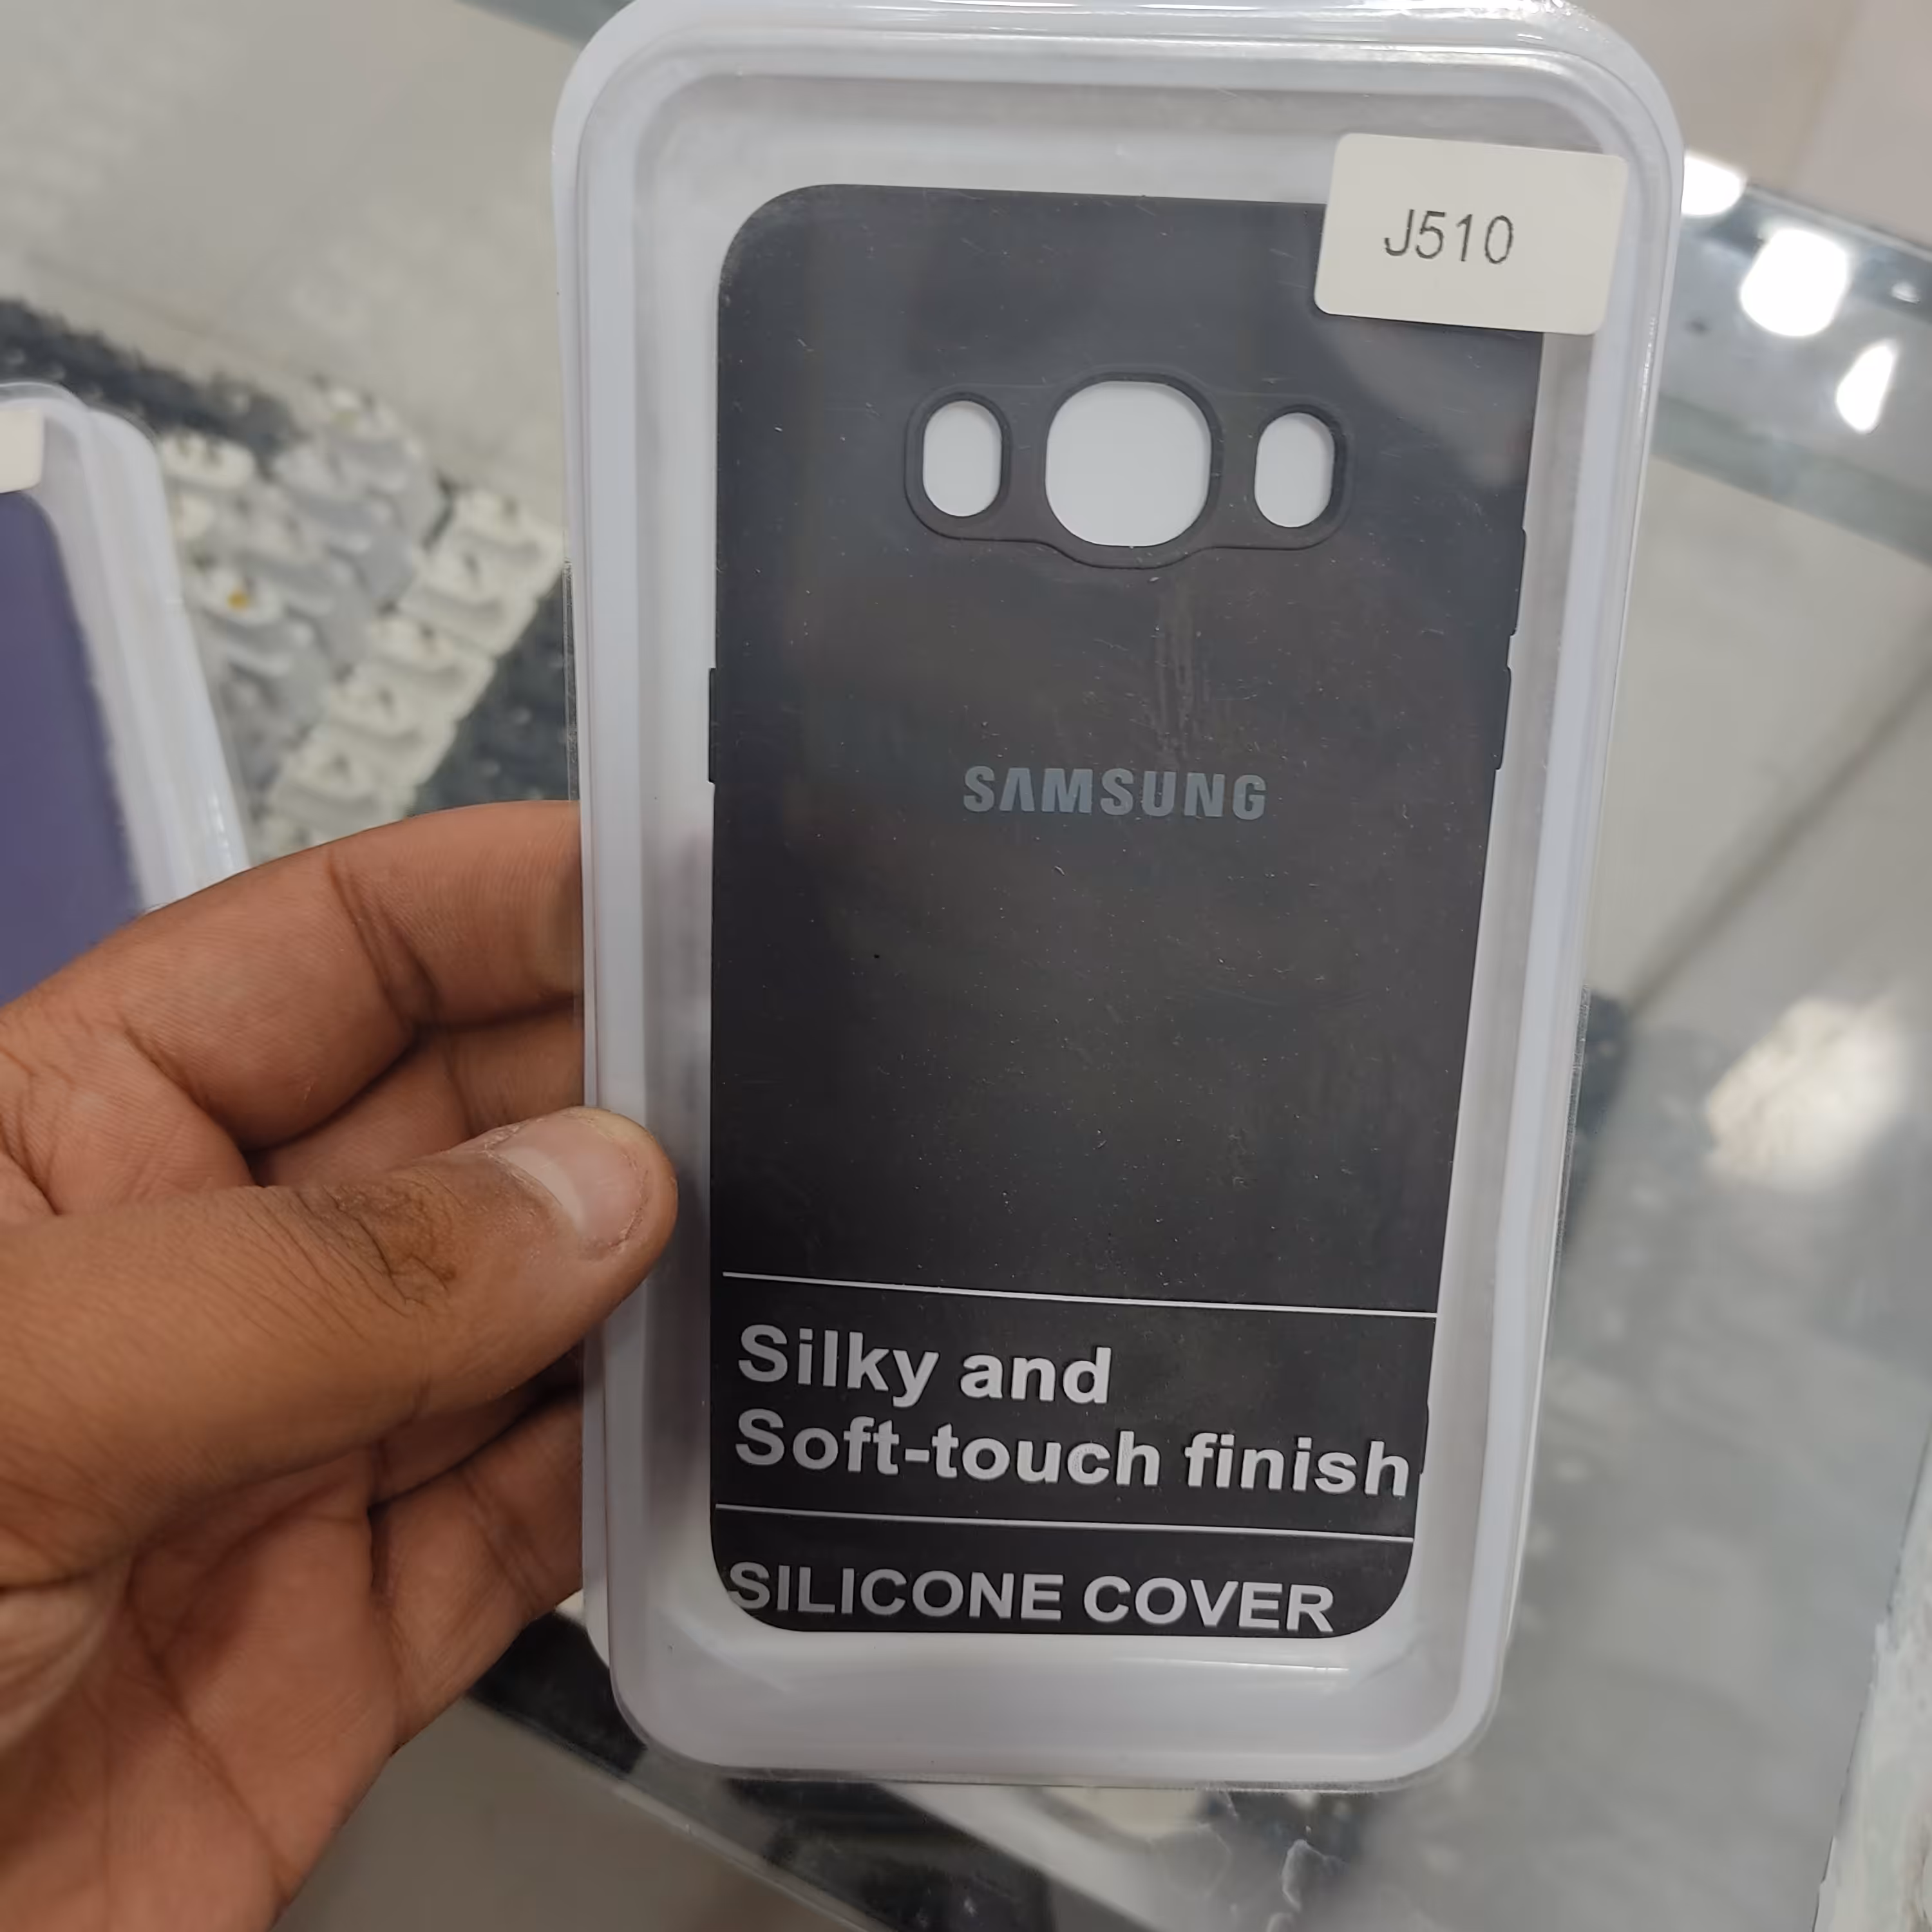 J510
SAMSUNG
Silky and
Soft-touch finish
SILICONE COVER